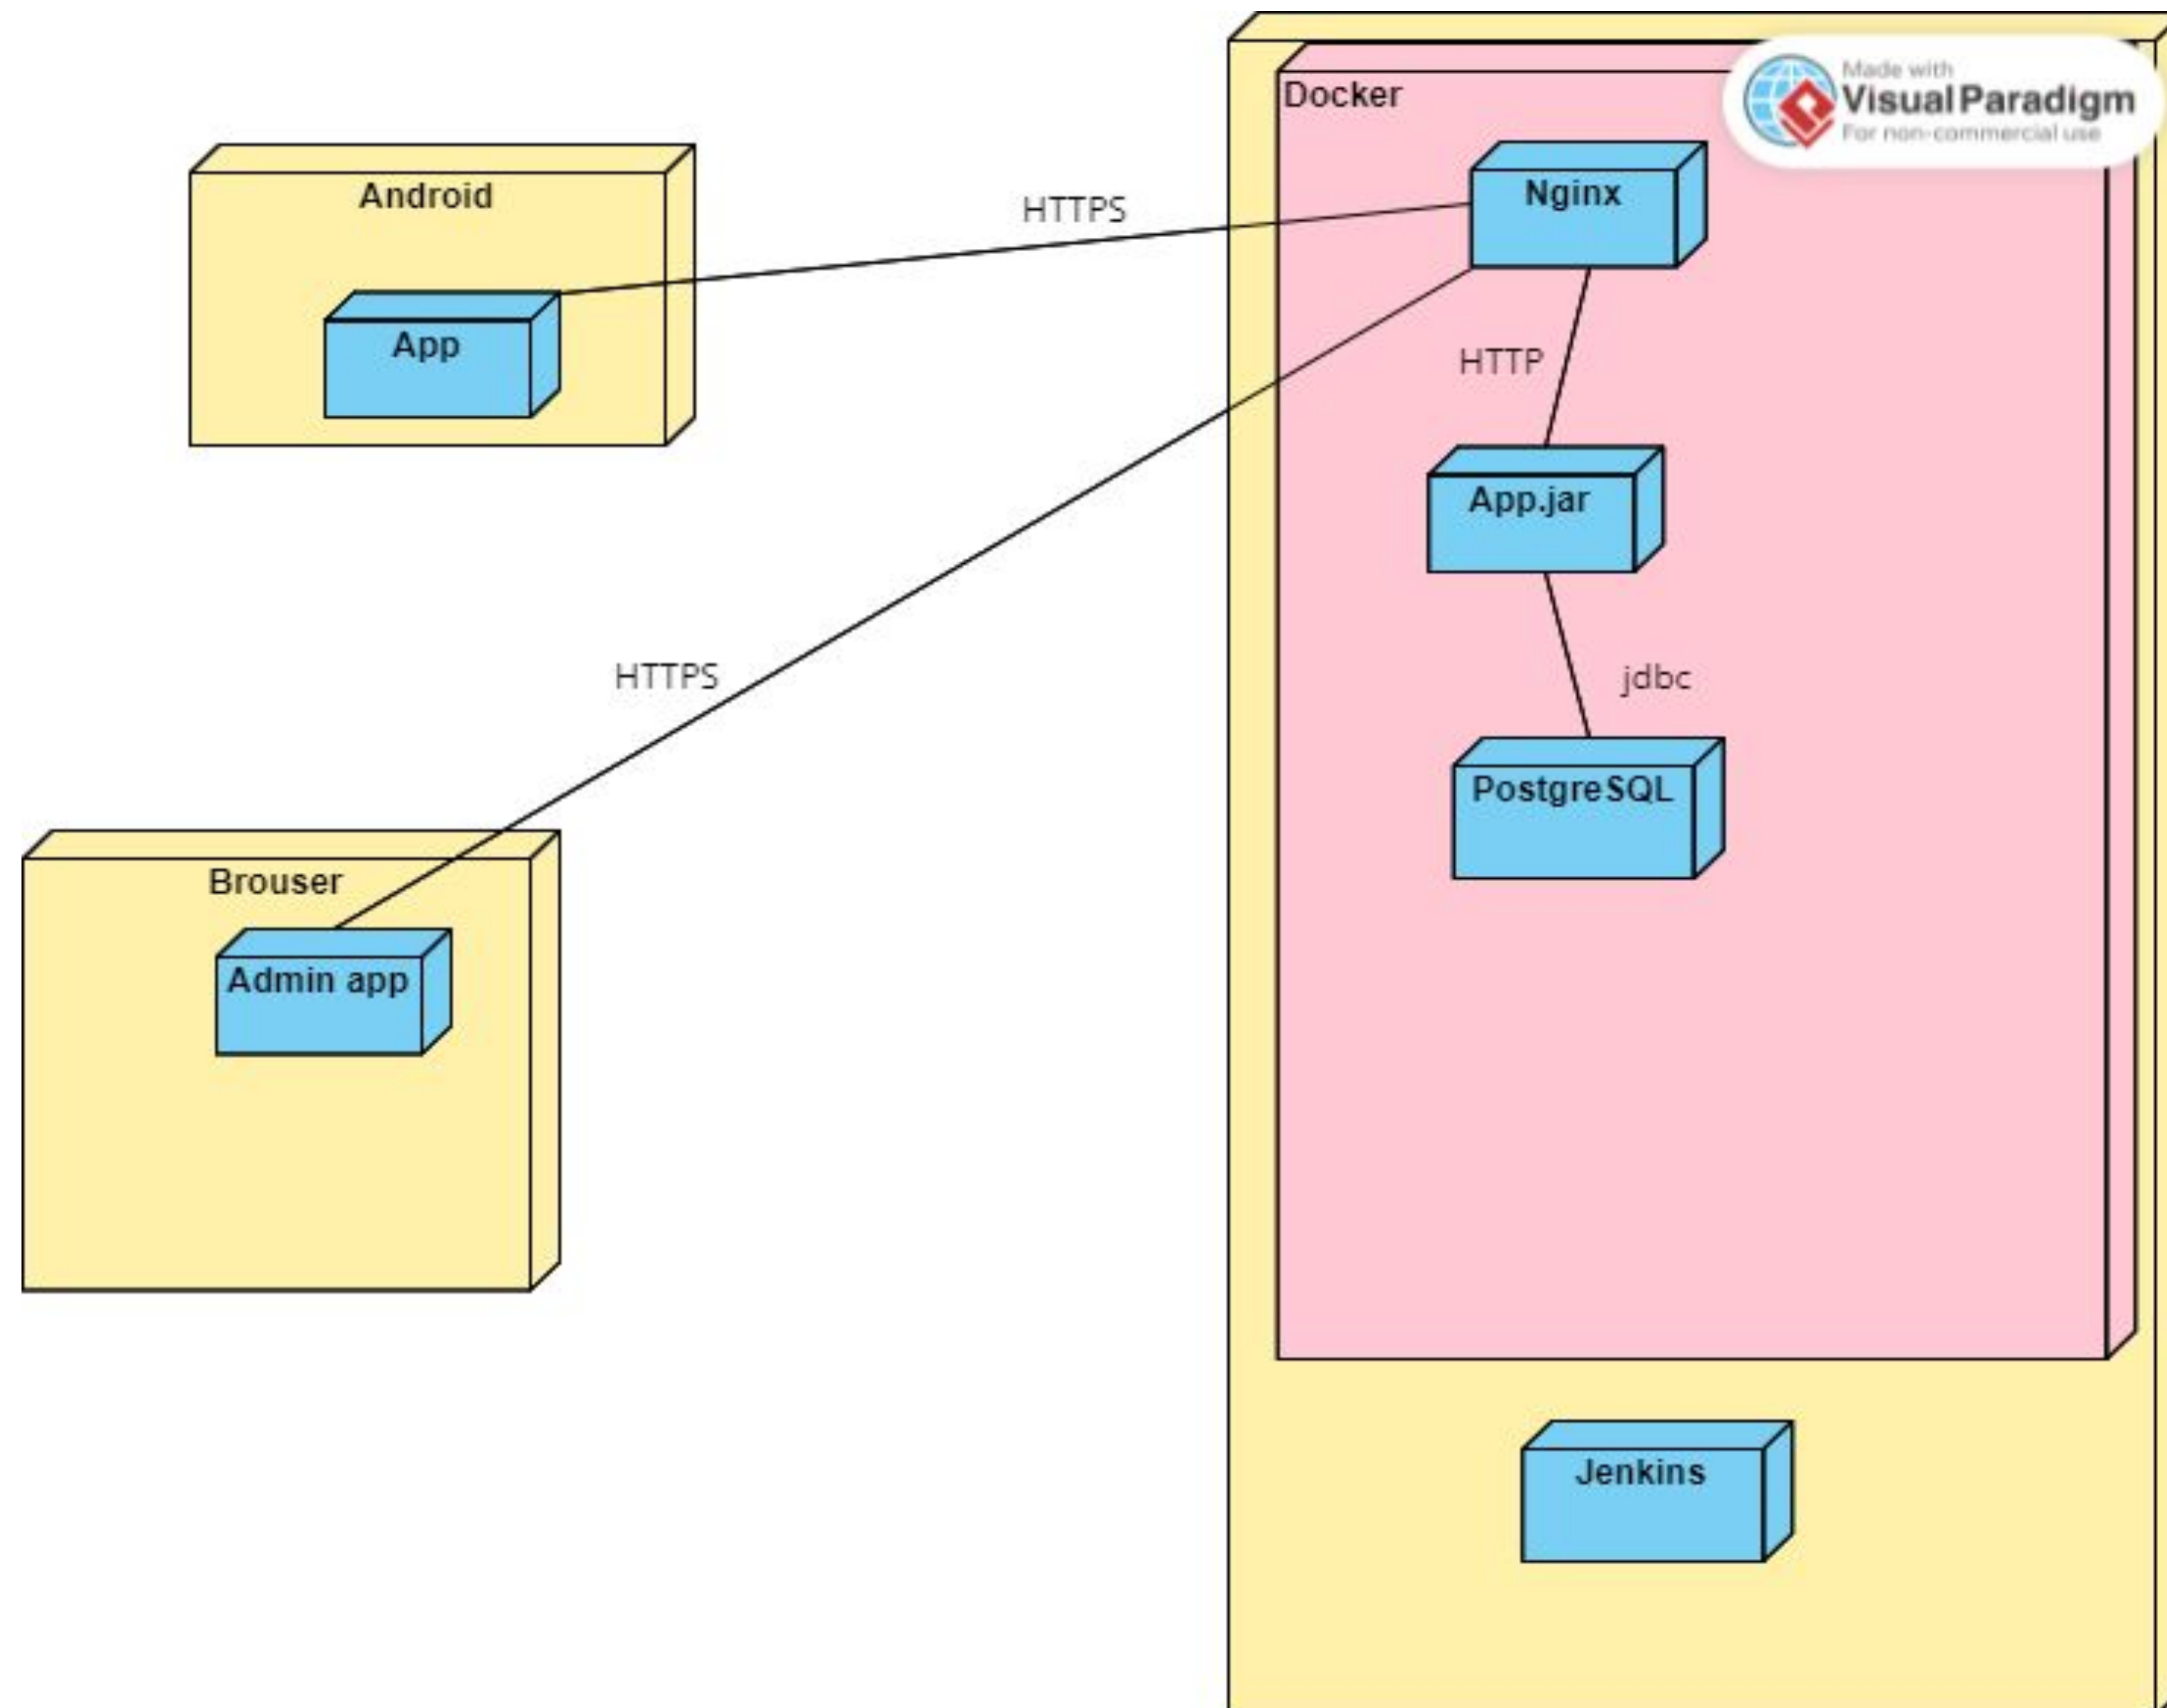 Docker
Made with
Visual Paradigm
For non-commercial use
Android
Nginx
HTTPS
App
HTTP
App.jar
HTTPS
jdbc
PostgreSQL
Brouser
Admin app
Jenkins